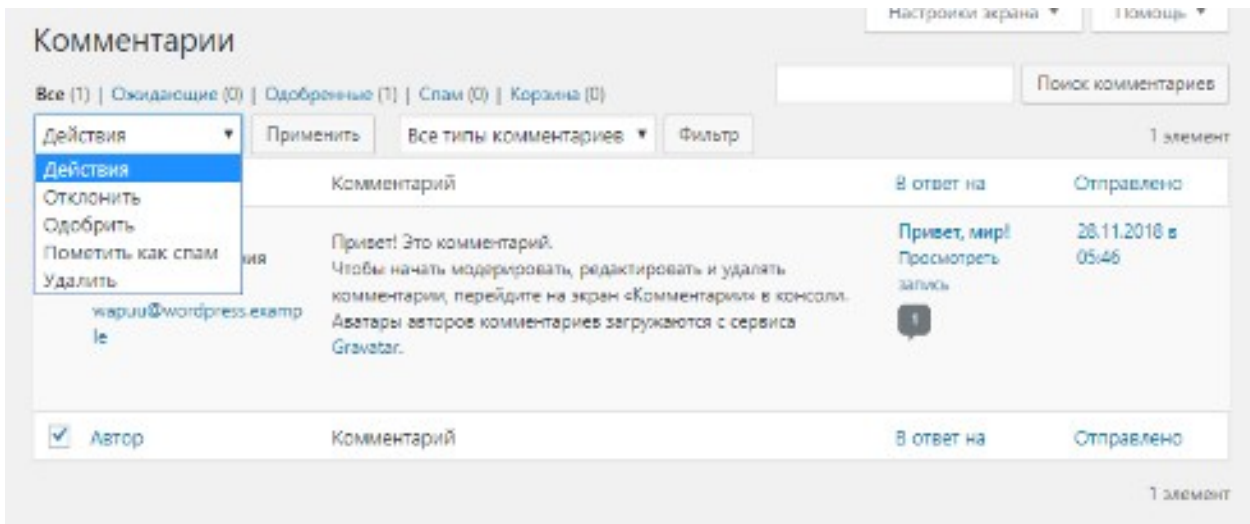 Настройки экрана ▼ Помощь ▼
Комментарии
Все (1) | Ожидающие (0) | Одобренные (1) | Спам (0) | Корзина (0)
Поиск комментариев
Действия ▼ Применить Все типы комментариев ▼ Фильтр 1 элемент
Действия
Отклонить
Одобрить
Пометить как спам
Удалить
Комментарий В ответ на Отправлено
wapuu@wordpress.examp
le
Привет! Это комментарий.
Чтобы начать модерировать, редактировать и удалять
комментарии, перейдите на экран «Комментарии» в консоли.
Аватары авторов комментариев загружаются с сервиса
Gravatar.
Привет, мир!
Просмотреть
запись
1
28.11.2018 в
05:46
Автор Комментарий В ответ на Отправлено
1 элемент